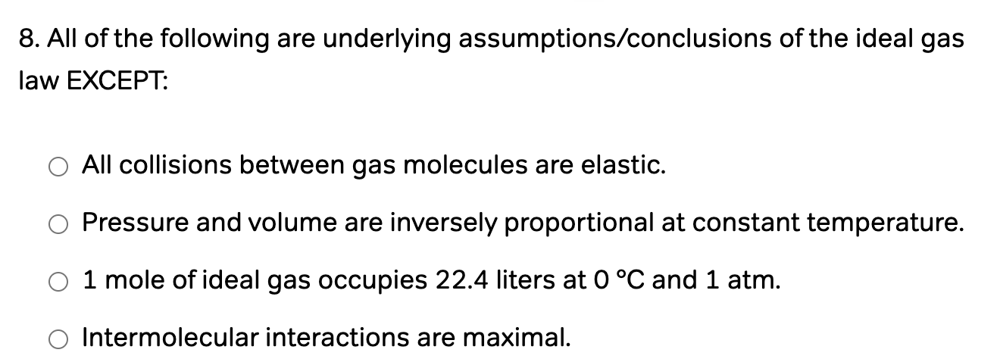 8. All of the following are underlying assumptions/conclusions of the ideal gas
law EXCEPT:
All collisions between gas molecules are elastic.
Pressure and volume are inversely proportional at constant temperature.
1 mole of ideal gas occupies 22.4 liters at 0 °C and 1 atm.
Intermolecular interactions are maximal.